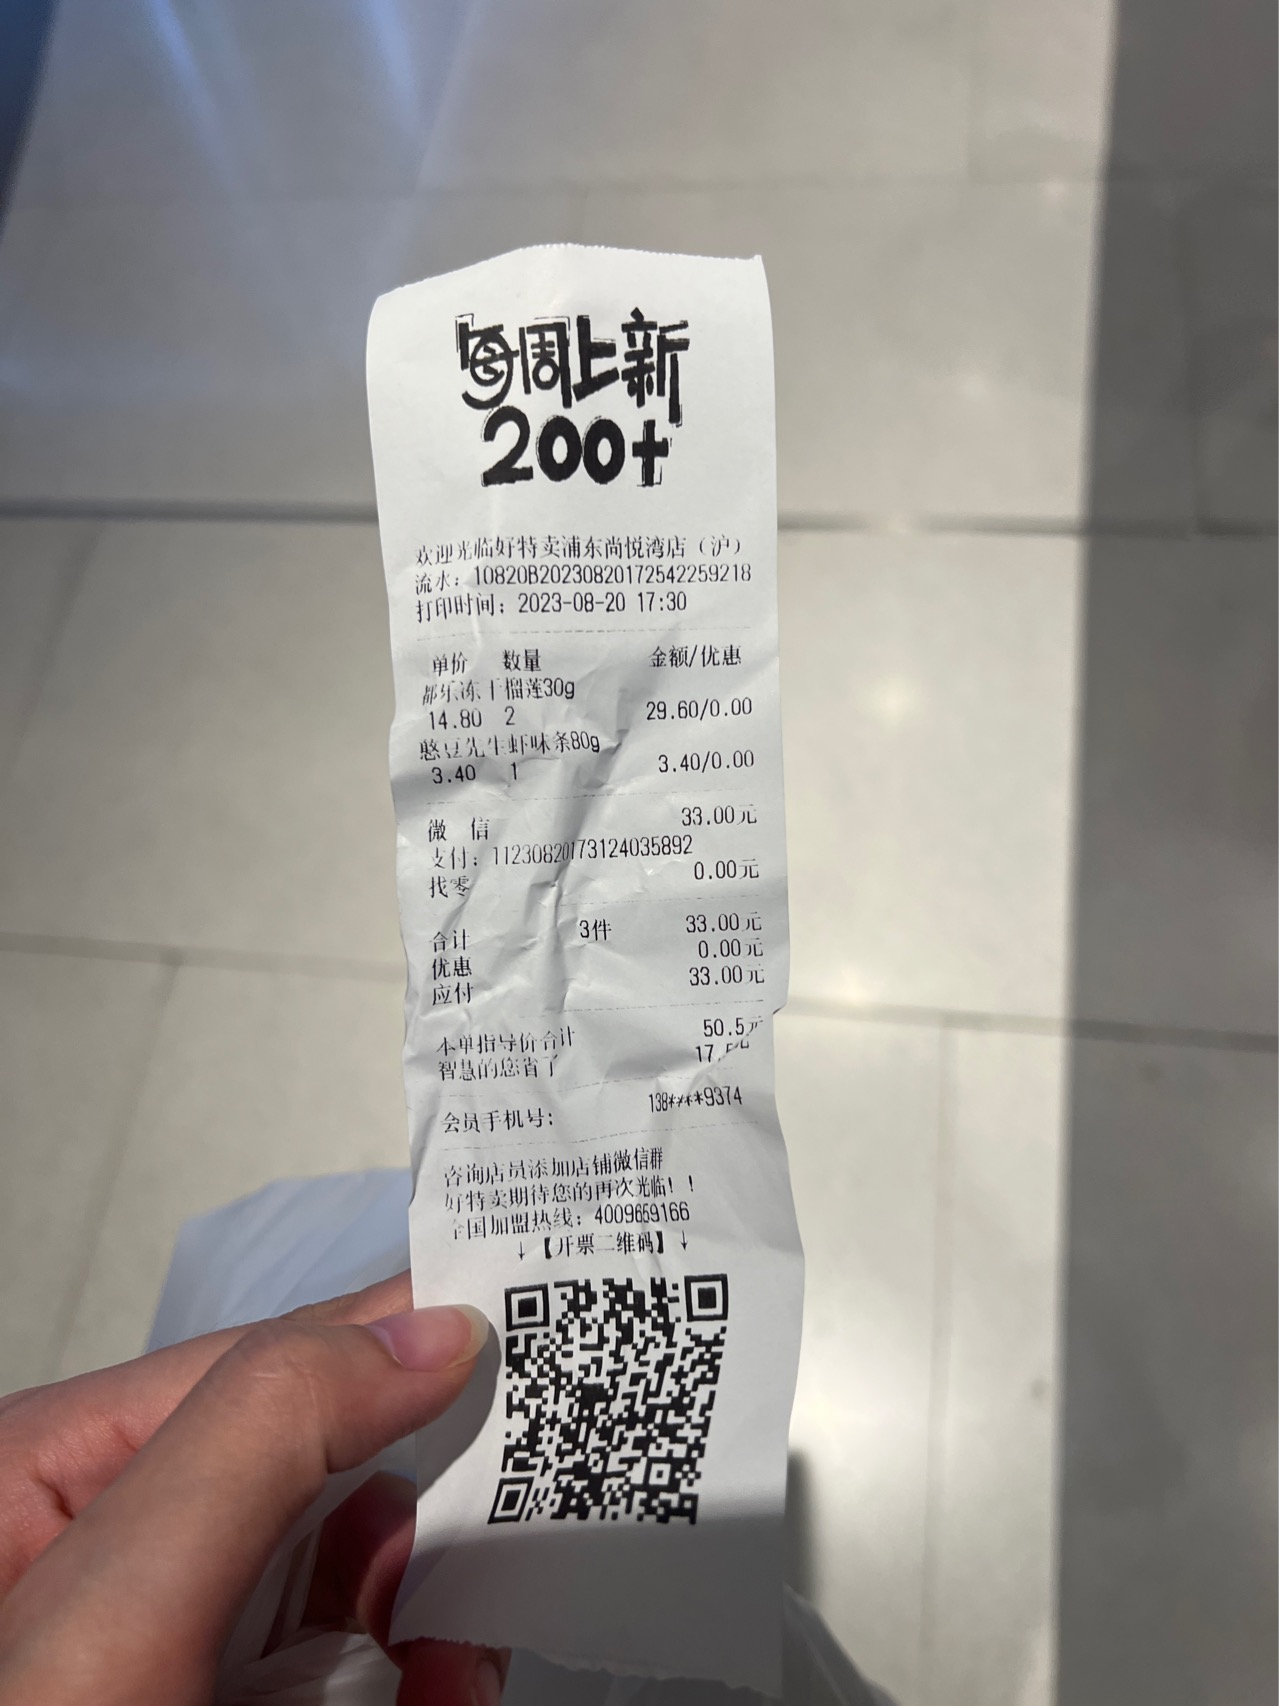 每周上新
200+
欢迎光临好特卖浦东尚悦湾店（沪）
流水：10820B20230820172542259218
打印时间：2023-08-20 17:30
单价 数量 金额/优惠
都乐冻干榴莲30g
14.80 2 29.60/0.00
憨豆先生虾味条80g
3.40 1 3.40/0.00
微 信 33.00元
支付：11230820173124035892
找零 0.00元
合计 3件 33.00元
优惠 0.00元
应付 33.00元
本单指导价合计 50.5元
智慧的您省了 17.5元
会员手机号： 138****9374
咨询店员添加店铺微信群
好特卖期待您的再次光临！！
全国加盟热线：4009659166
↓【开票二维码】↓